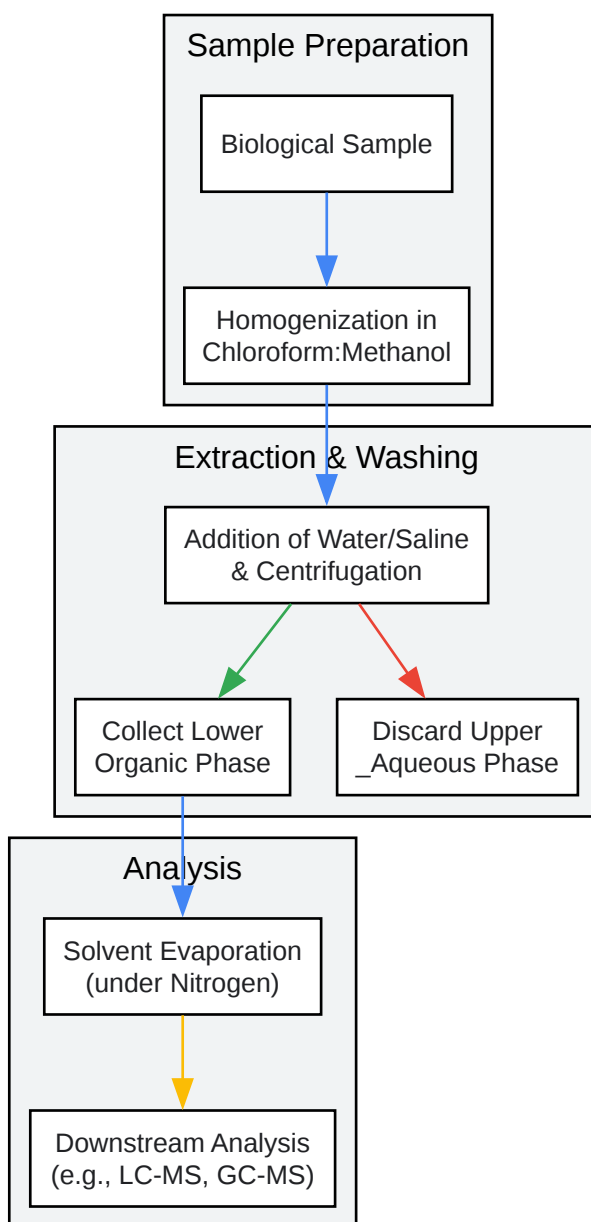 Sample Preparation
Biological Sample
Homogenization in
Chloroform:Methanol
Extraction & Washing
Addition of Water/Saline
& Centrifugation
Collect Lower
Organic Phase
Discard Upper
_Aqueous Phase
Analysis
Solvent Evaporation
(under Nitrogen)
Downstream Analysis
(e.g., LC-MS, GC-MS)